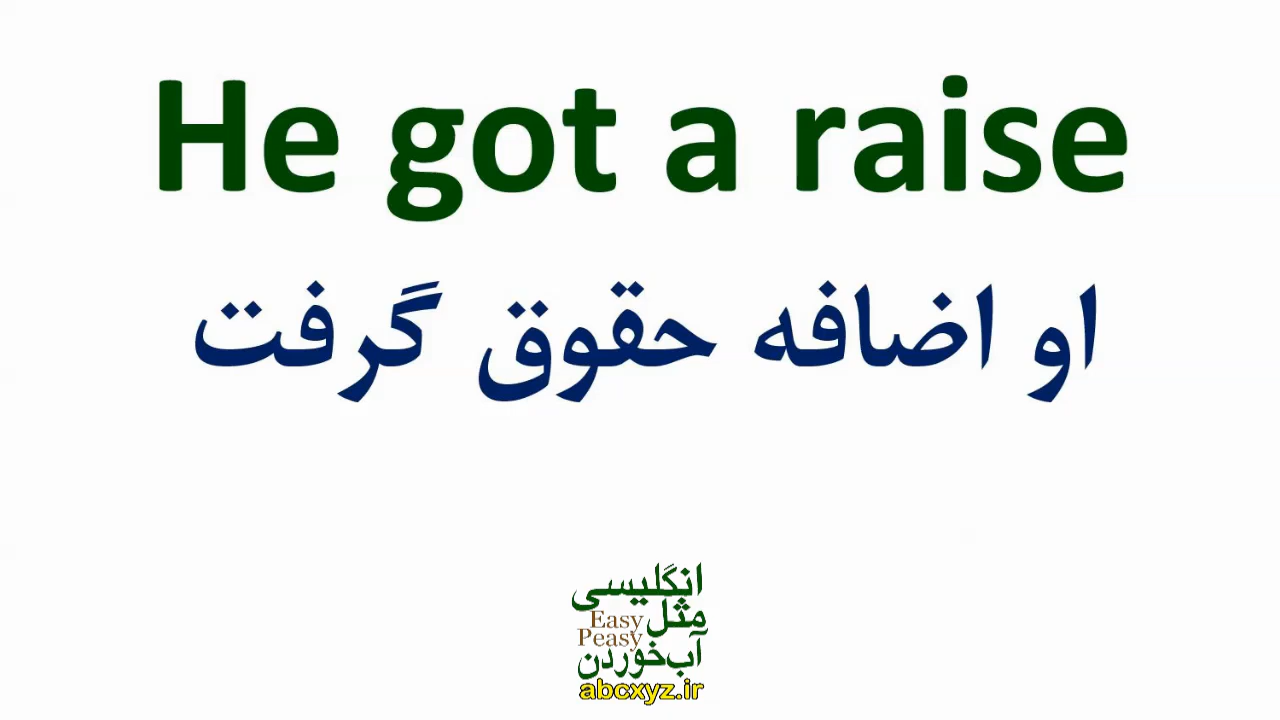 He got a raise
او اضافه حقوق گرفت
انگلیسی
مثل
Easy
Peasy
آب‌خوردن
abcxyz.ir